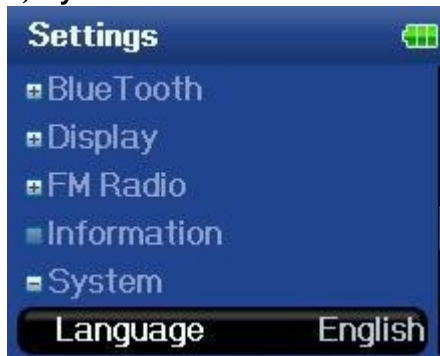 Settings
BlueTooth
Display
FM Radio
Information
System
Language English